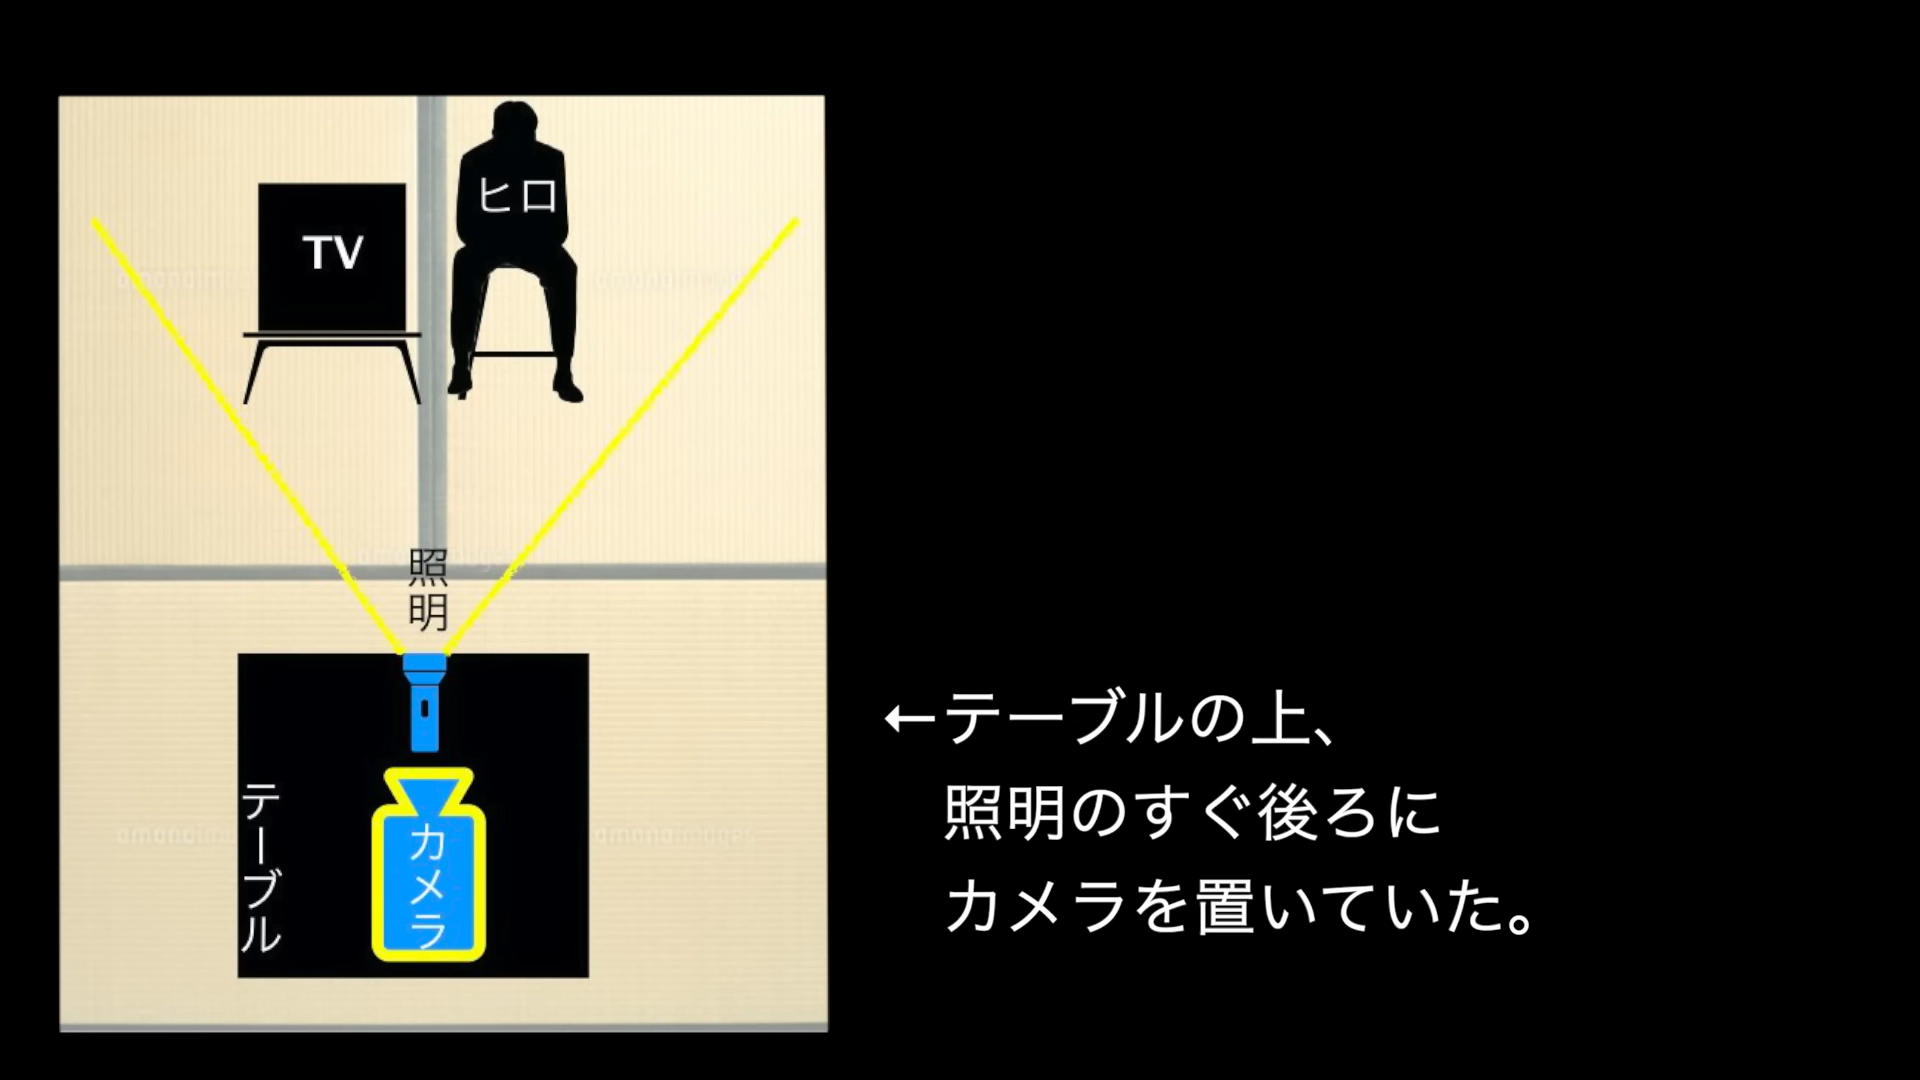 ヒロ
TV
照明
テーブル
カメラ
←テーブルの上、
照明のすぐ後ろに
カメラを置いていた。
amanaimages